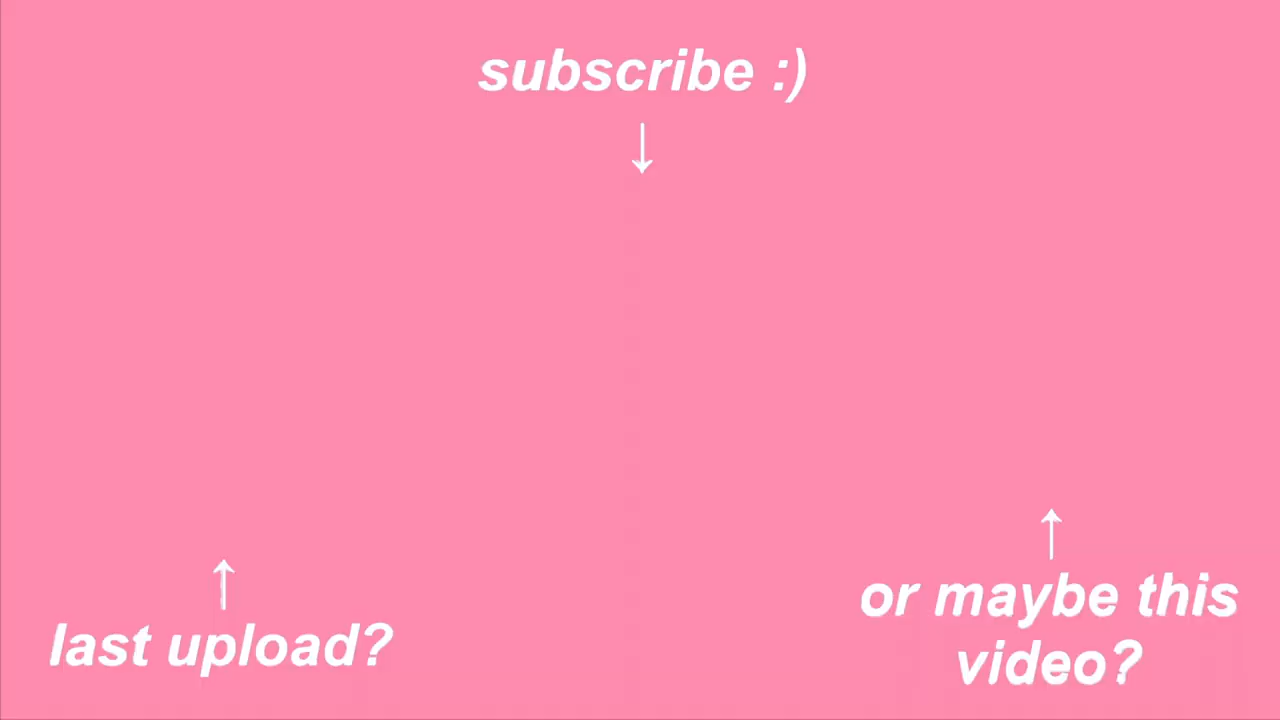 subscribe :)
↓
↑
last upload?
↑
or maybe this
video?